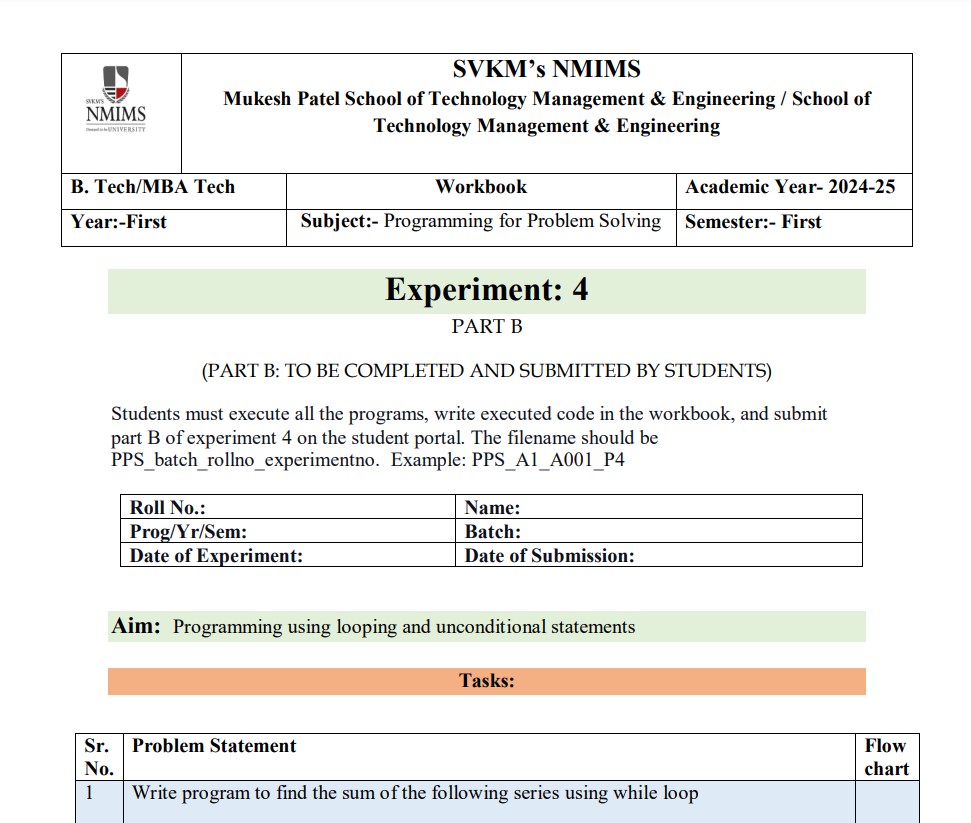 SVKM's NMIMS
Mukesh Patel School of Technology Management & Engineering / School of
Technology Management & Engineering
SVKM'S
NMIMS
Deemed to be UNIVERSITY
B. Tech/MBA Tech
Workbook
Academic Year- 2024-25
Year:-First
Subject:- Programming for Problem Solving
Semester:- First
Experiment: 4
PART B
(PART B: TO BE COMPLETED AND SUBMITTED BY STUDENTS)
Students must execute all the programs, write executed code in the workbook, and submit
part B of experiment 4 on the student portal. The filename should be
PPS_batch_rollno_experimentno. Example: PPS_A1_A001_P4
Roll No.:
Name:
Prog/Yr/Sem:
Batch:
Date of Experiment:
Date of Submission:
Aim: Programming using looping and unconditional statements
Tasks:
Sr.
No.
Problem Statement
Flow
chart
1
Write program to find the sum of the following series using while loop